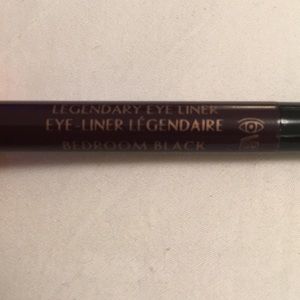 LEGENDARY EYE LINER
EYE-LINER LÉGENDAIRE
BEDROOM BLACK